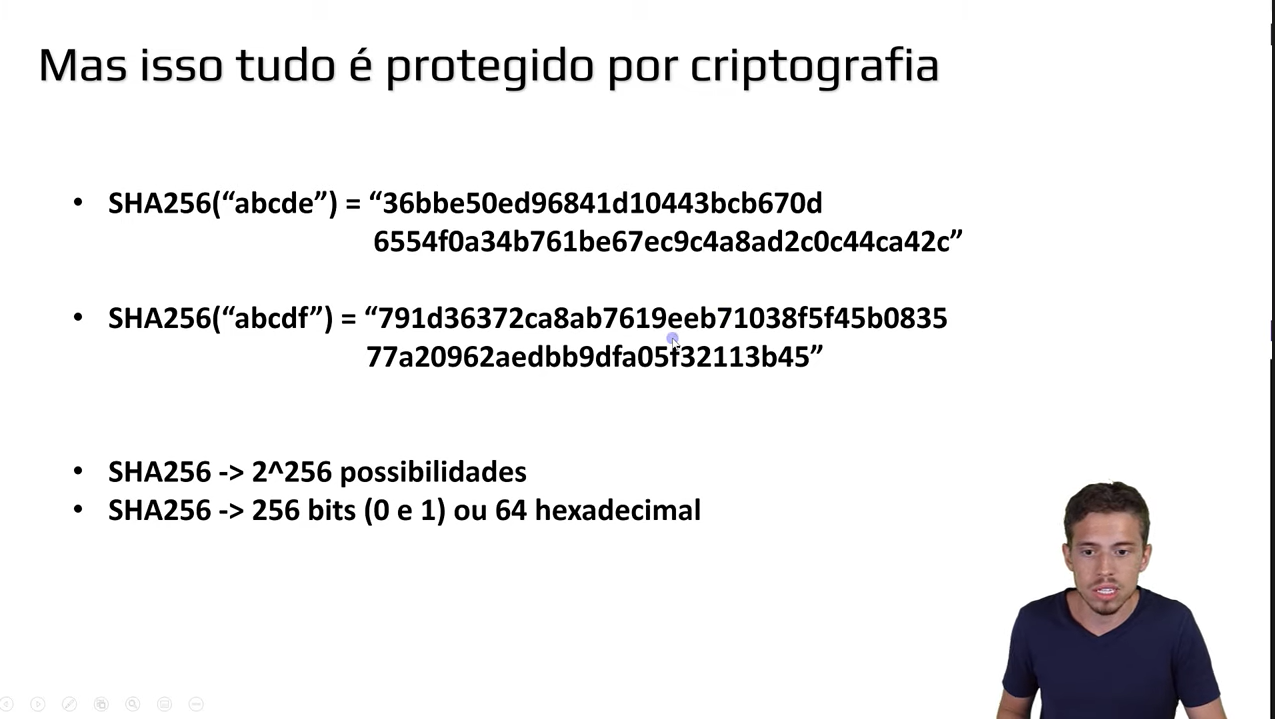 Mas isso tudo é protegido por criptografia
• SHA256(“abcde”) = “36bbe50ed96841d10443bcb670d
6554f0a34b761be67ec9c4a8ad2c0c44ca42c”
• SHA256(“abcdf”) = “791d36372ca8ab7619eeb71038f5f45b0835
77a20962aedbb9dfa05f32113b45”
• SHA256 -> 2^256 possibilidades
• SHA256 -> 256 bits (0 e 1) ou 64 hexadecimal